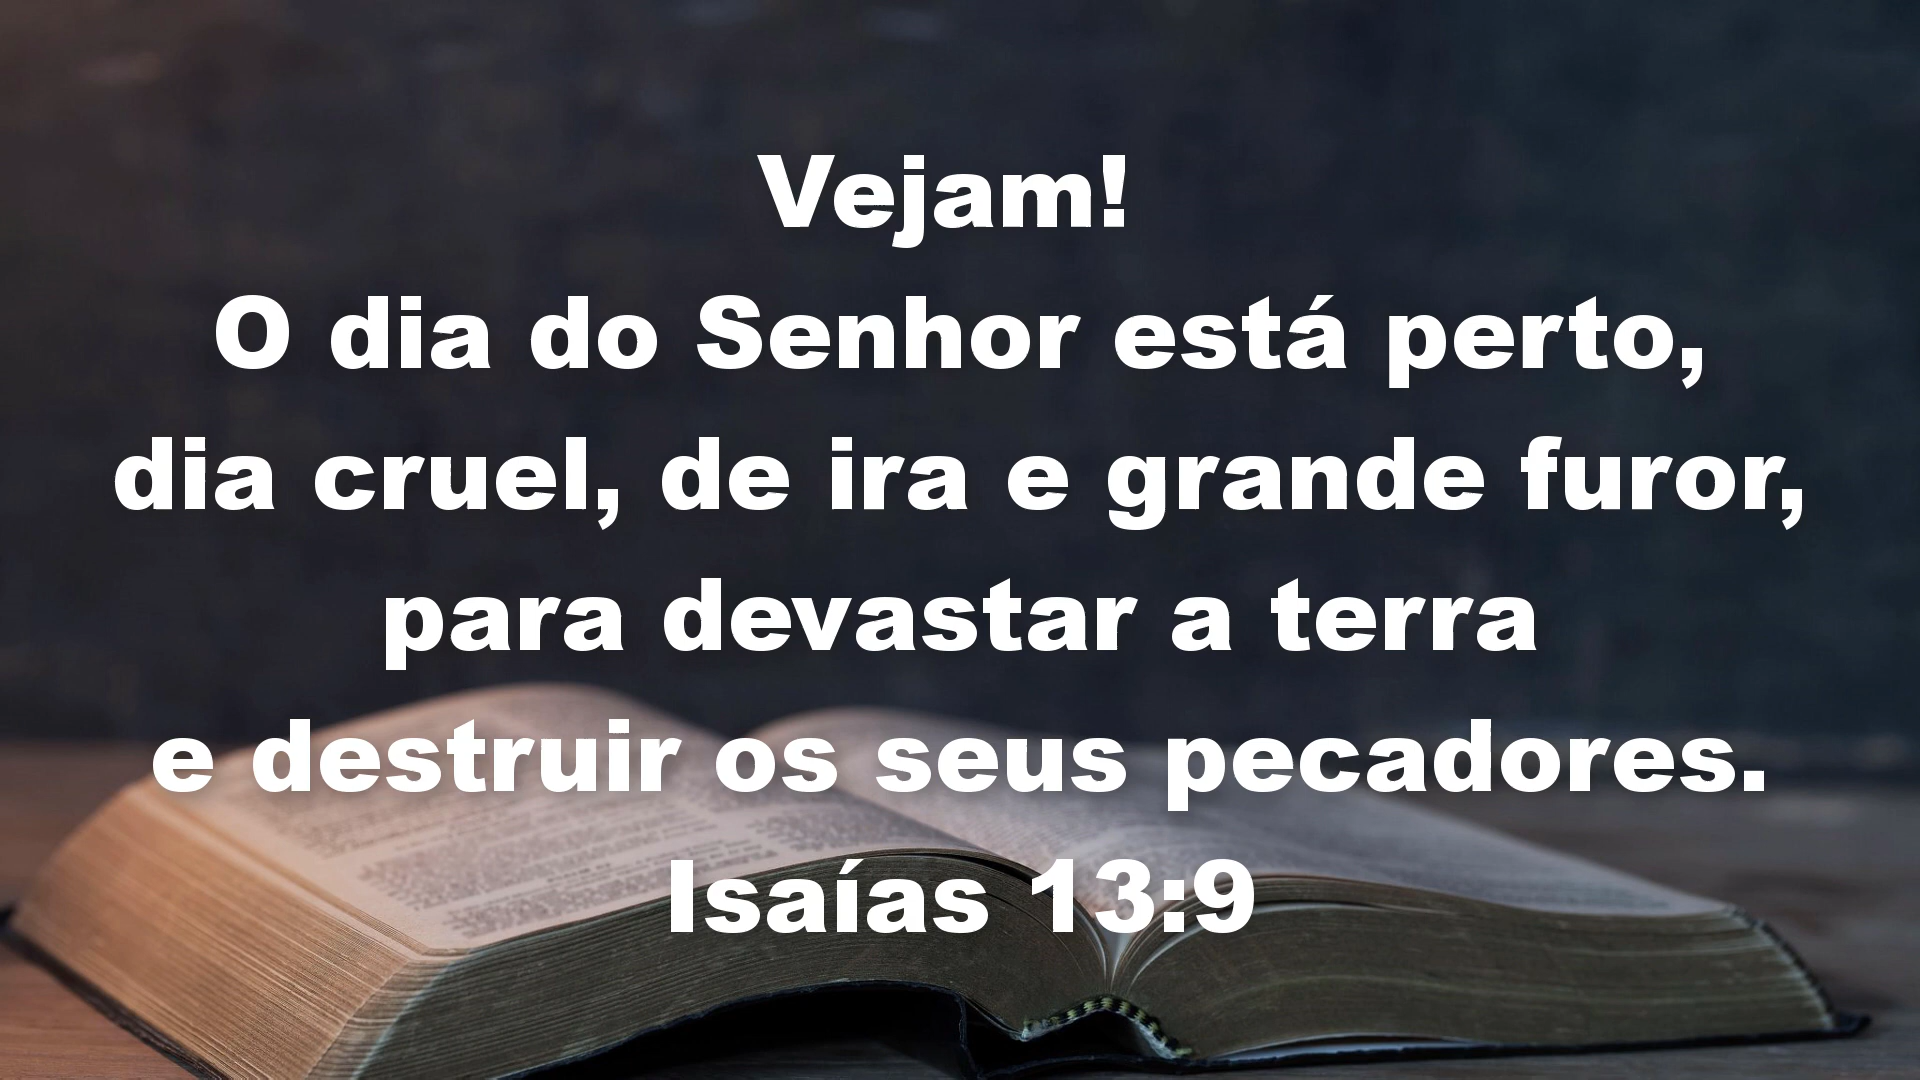 Vejam!
O dia do Senhor está perto,
dia cruel, de ira e grande furor,
para devastar a terra
e destruir os seus pecadores.
Isaías 13:9